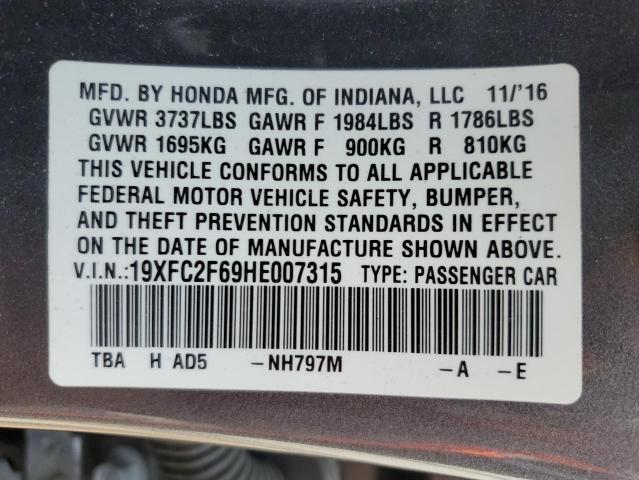 MFD. BY HONDA MFG. OF INDIANA, LLC 11/'16
GVWR 3737LBS GAWR F 1984LBS R 1786LBS
GVWR 1695KG GAWR F 900KG R 810KG
THIS VEHICLE CONFORMS TO ALL APPLICABLE
FEDERAL MOTOR VEHICLE SAFETY, BUMPER,
AND THEFT PREVENTION STANDARDS IN EFFECT
ON THE DATE OF MANUFACTURE SHOWN ABOVE.
V.I.N.:19XFC2F69HE007315 TYPE: PASSENGER CAR
TBA H AD5 -NH797M -A -E